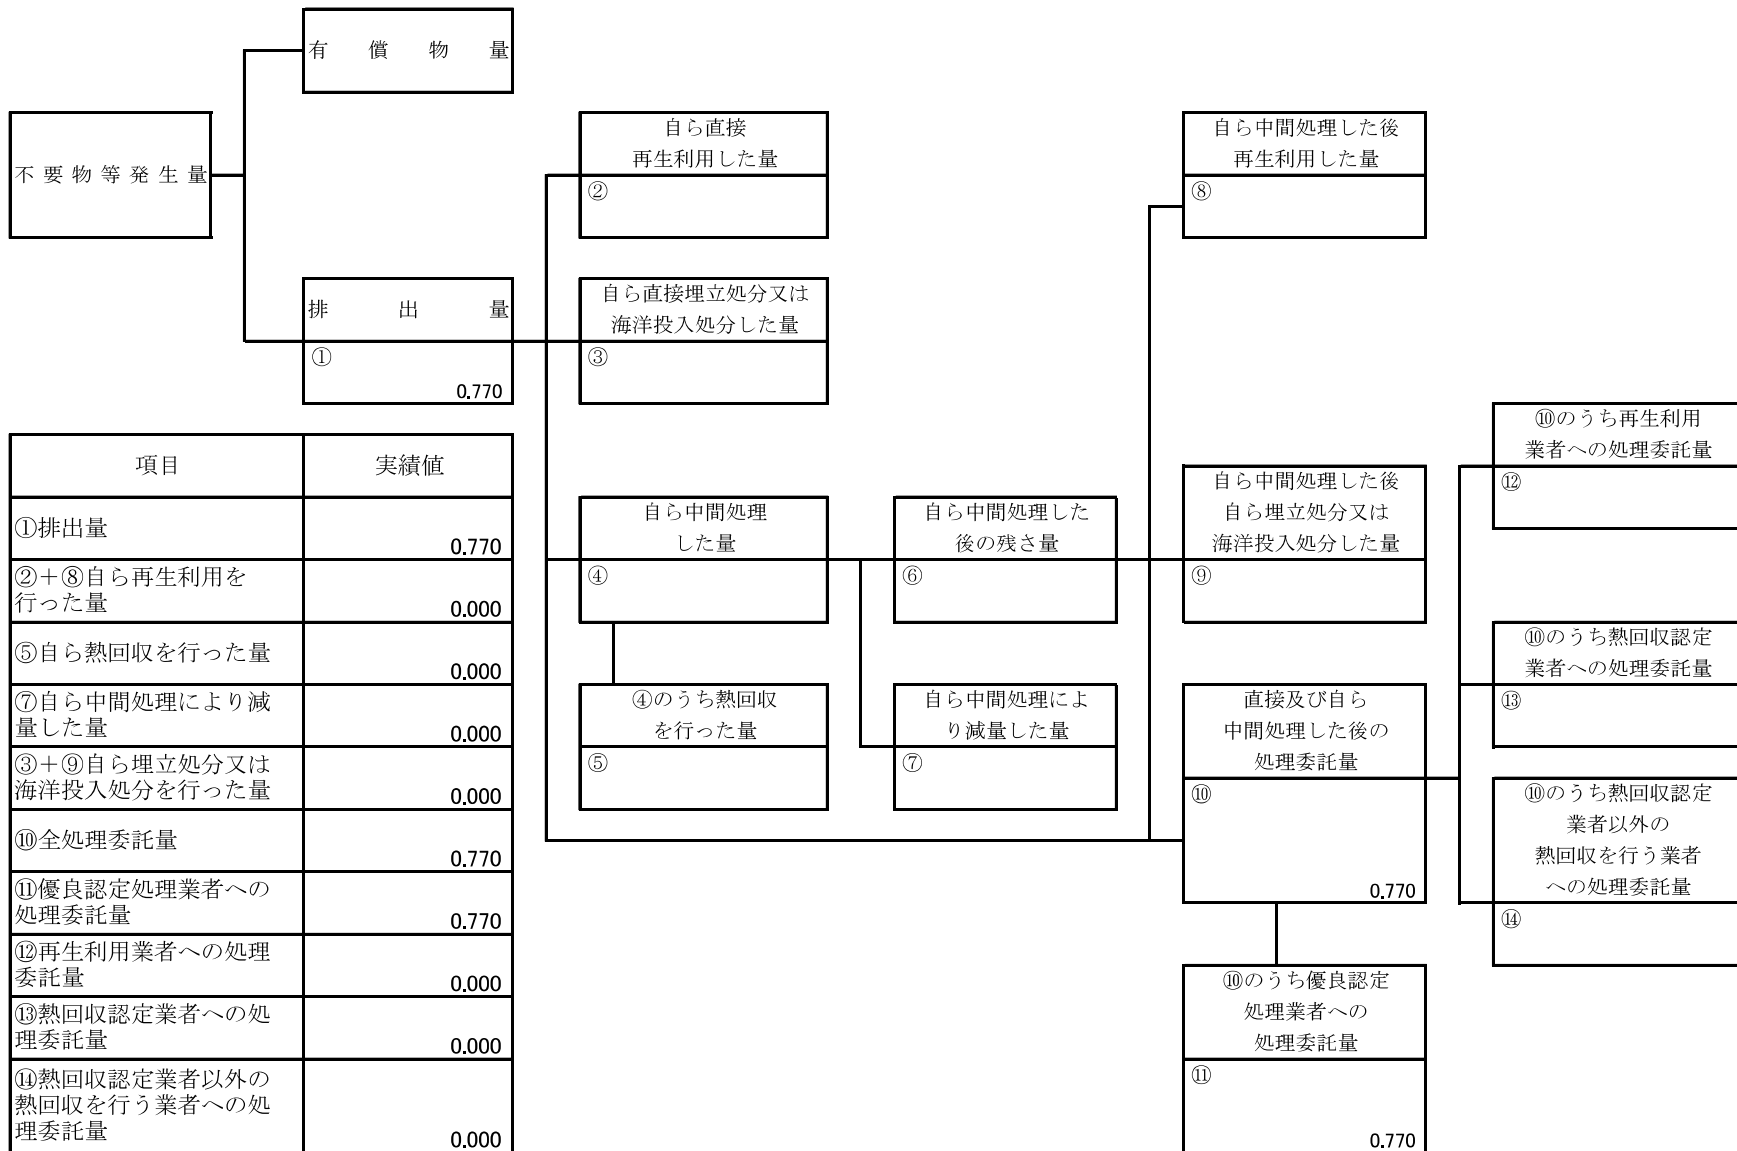 有償物量
不要物等発生量
排出量
①
0.770
自ら直接
再生利用した量
②
自ら直接埋立処分又は
海洋投入処分した量
③
自ら中間処理
した量
④
④のうち熱回収
を行った量
⑤
自ら中間処理した
後の残さ量
⑥
自ら中間処理によ
り減量した量
⑦
自ら中間処理した後
再生利用した量
⑧
自ら中間処理した後
自ら埋立処分又は
海洋投入処分した量
⑨
直接及び自ら
中間処理した後の
処理委託量
⑩
0.770
⑩のうち優良認定
処理業者への
処理委託量
⑪
0.770
⑩のうち再生利用
業者への処理委託量
⑫
⑩のうち熱回収認定
業者への処理委託量
⑬
⑩のうち熱回収認定
業者以外の
熱回収を行う業者
への処理委託量
⑭
項目 実績値
①排出量
0.770
②+⑧自ら再生利用を
行った量
0.000
⑤自ら熱回収を行った量
0.000
⑦自ら中間処理により減
量した量
0.000
③+⑨自ら埋立処分又は
海洋投入処分を行った量
0.000
⑩全処理委託量
0.770
⑪優良認定処理業者への
処理委託量
0.770
⑫再生利用業者への処理
委託量
0.000
⑬熱回収認定業者への処
理委託量
0.000
⑭熱回収認定業者以外の
熱回収を行う業者への処
理委託量
0.000